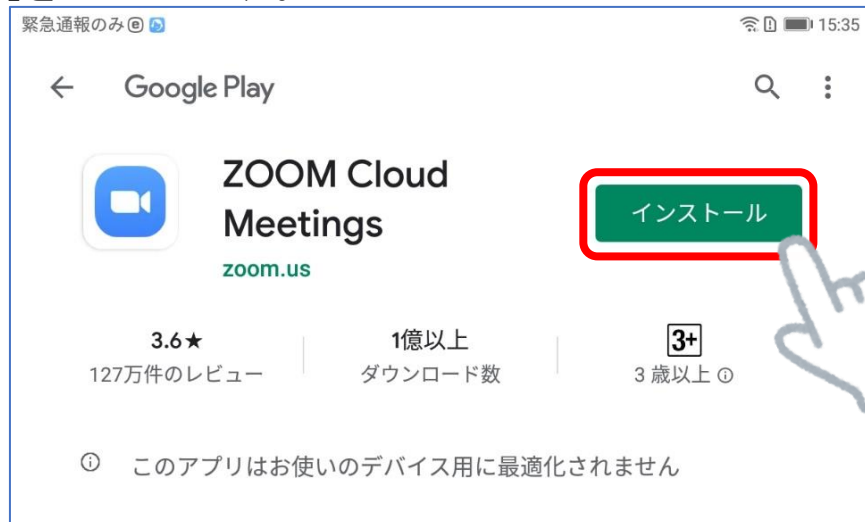 緊急通報のみ 15:35
Google Play
ZOOM Cloud
Meetings
インストール
zoom.us
3.6★ 1億以上 3+
127万件のレビュー ダウンロード数 3 歳以上
このアプリはお使いのデバイス用に最適化されません